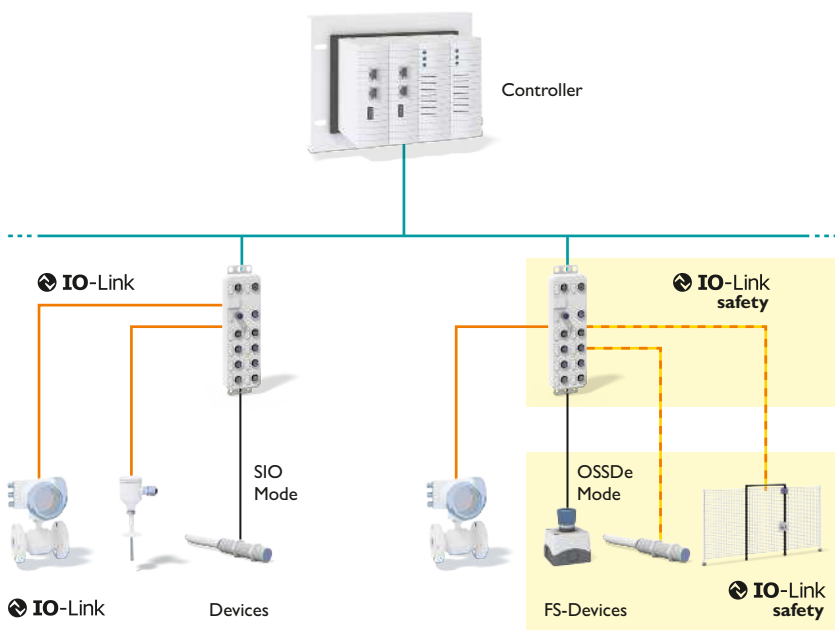 Controller
IO-Link
IO-Link
safety
SIO
Mode
OSSDe
Mode
IO-Link
Devices
FS-Devices
IO-Link
safety